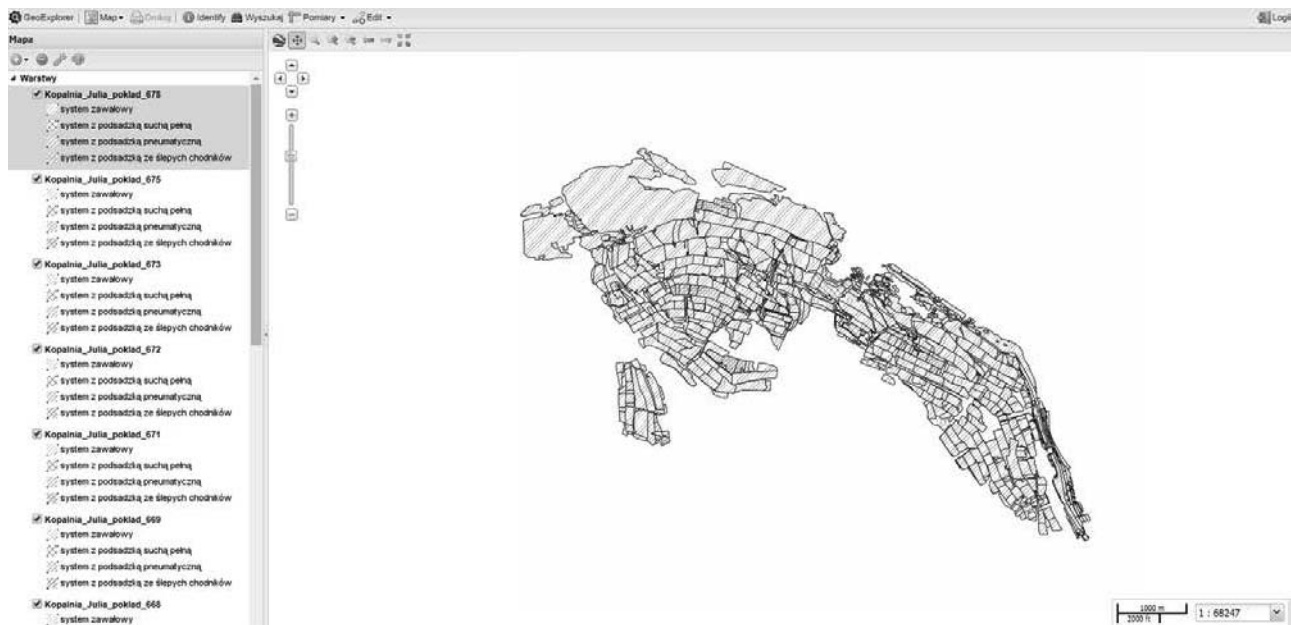 GeoExplorer Map Drukuj Identify Wyszukaj Pomiary Edit Login
Mapa
Warstwy
Kopalnia_Julia_poklad_678
system zawałowy
system z podsadzką suchą pełną
system z podsadzką pneumatyczną
system z podsadzką ze ślepych chodników
Kopalnia_Julia_poklad_675
system zawałowy
system z podsadzką suchą pełną
system z podsadzką pneumatyczną
system z podsadzką ze ślepych chodników
Kopalnia_Julia_poklad_673
system zawałowy
system z podsadzką suchą pełną
system z podsadzką pneumatyczną
system z podsadzką ze ślepych chodników
Kopalnia_Julia_poklad_672
system zawałowy
system z podsadzką suchą pełną
system z podsadzką pneumatyczną
system z podsadzką ze ślepych chodników
Kopalnia_Julia_poklad_671
system zawałowy
system z podsadzką suchą pełną
system z podsadzką pneumatyczną
system z podsadzką ze ślepych chodników
Kopalnia_Julia_poklad_669
system zawałowy
system z podsadzką suchą pełną
system z podsadzką pneumatyczną
system z podsadzką ze ślepych chodników
Kopalnia_Julia_poklad_668
system zawałowy
1000 m
2000 ft
1 : 68247